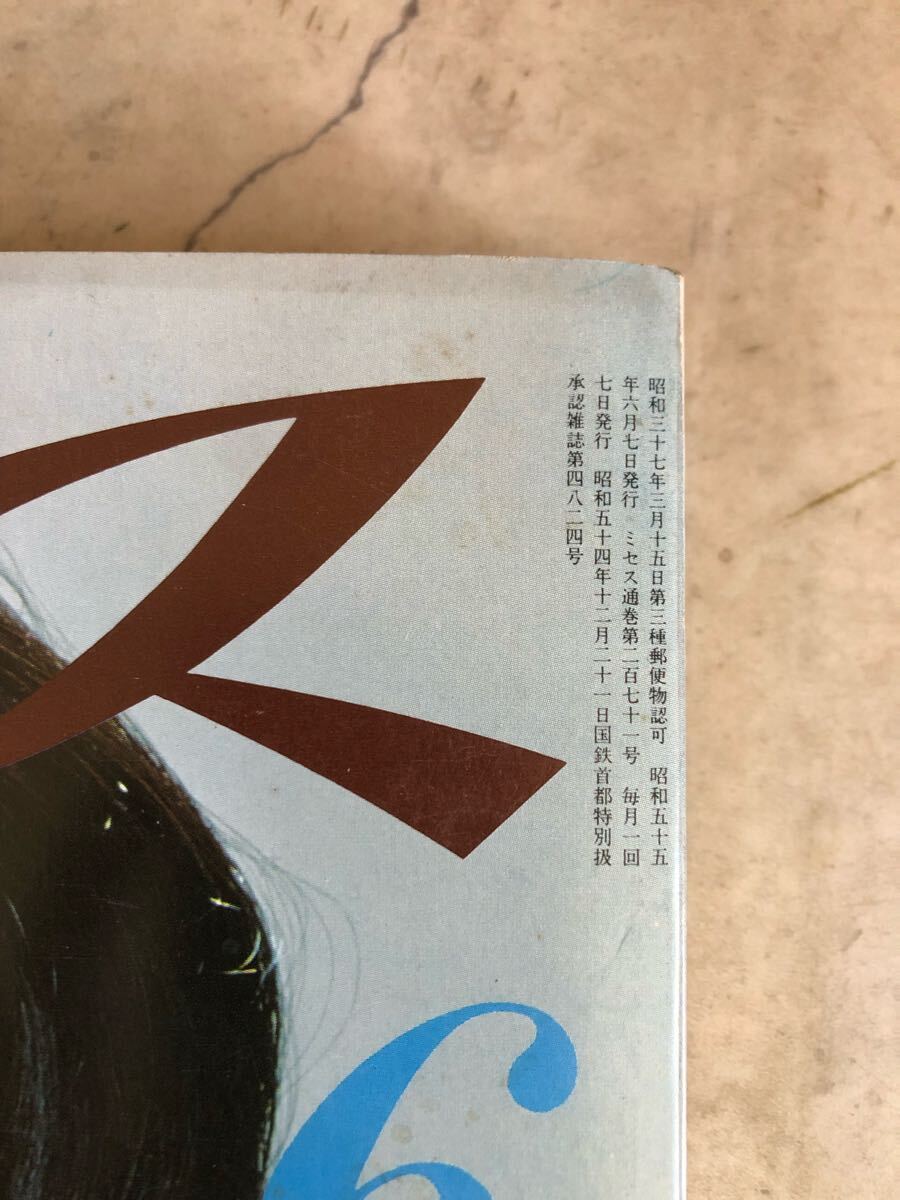 昭和三十七年三月十五日第三種郵便物認可　昭和五十五
年六月七日発行　ミセス通巻第二百七十一号　毎月一回
七日発行　昭和五十四年十二月二十一日国鉄首都特別扱
承認雑誌第四八二四号
ス
6